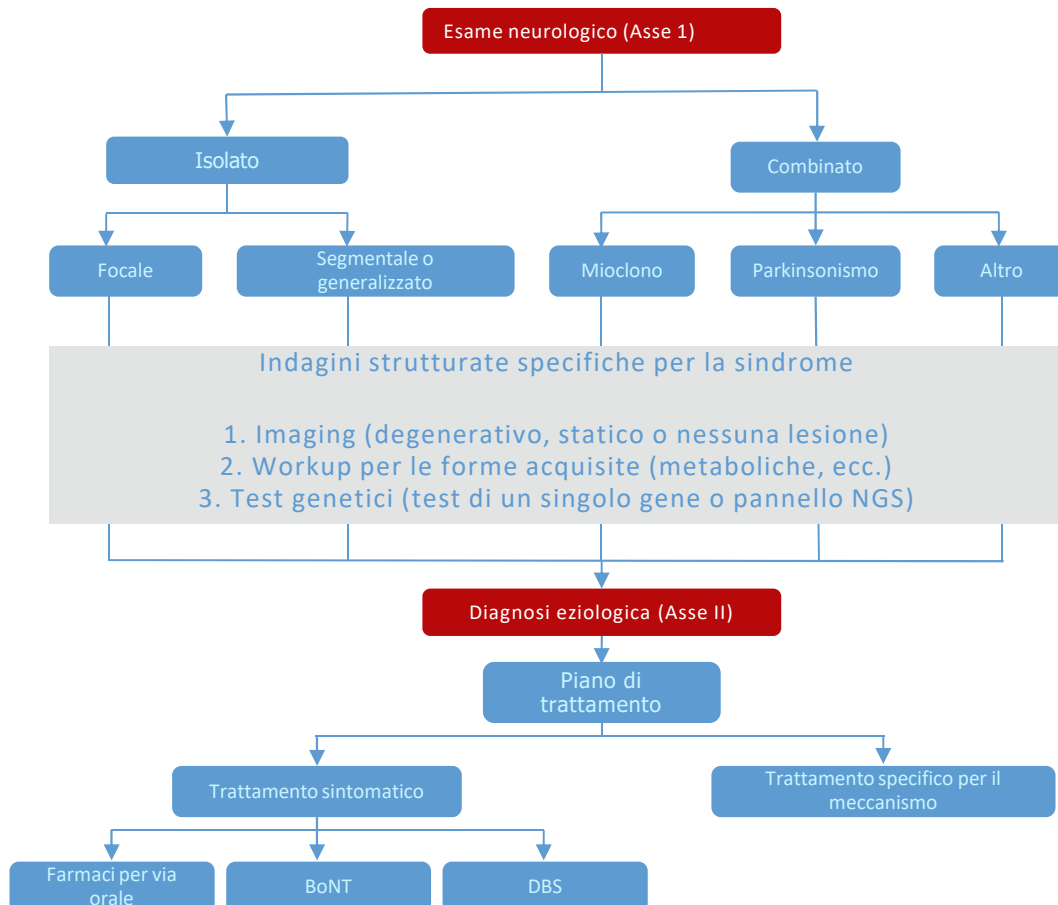 Esame neurologico (Asse 1)
Isolato
Combinato
Focale
Segmentale o
generalizzato
Mioclono
Parkinsonismo
Altro
Indagini strutturate specifiche per la sindrome
1. Imaging (degenerativo, statico o nessuna lesione)
2. Workup per le forme acquisite (metaboliche, ecc.)
3. Test genetici (test di un singolo gene o pannello NGS)
Diagnosi eziologica (Asse II)
Piano di
trattamento
Trattamento sintomatico
Trattamento specifico per il
meccanismo
Farmaci per via
orale
BoNT
DBS